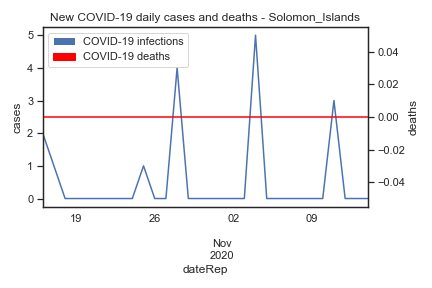 New COVID-19 daily cases and deaths - Solomon_Islands
COVID-19 infections
COVID-19 deaths
5
4
3
2
1
0
cases
0.04
0.02
0.00
−0.02
−0.04
deaths
19
26
02
09
Nov
2020
dateRep